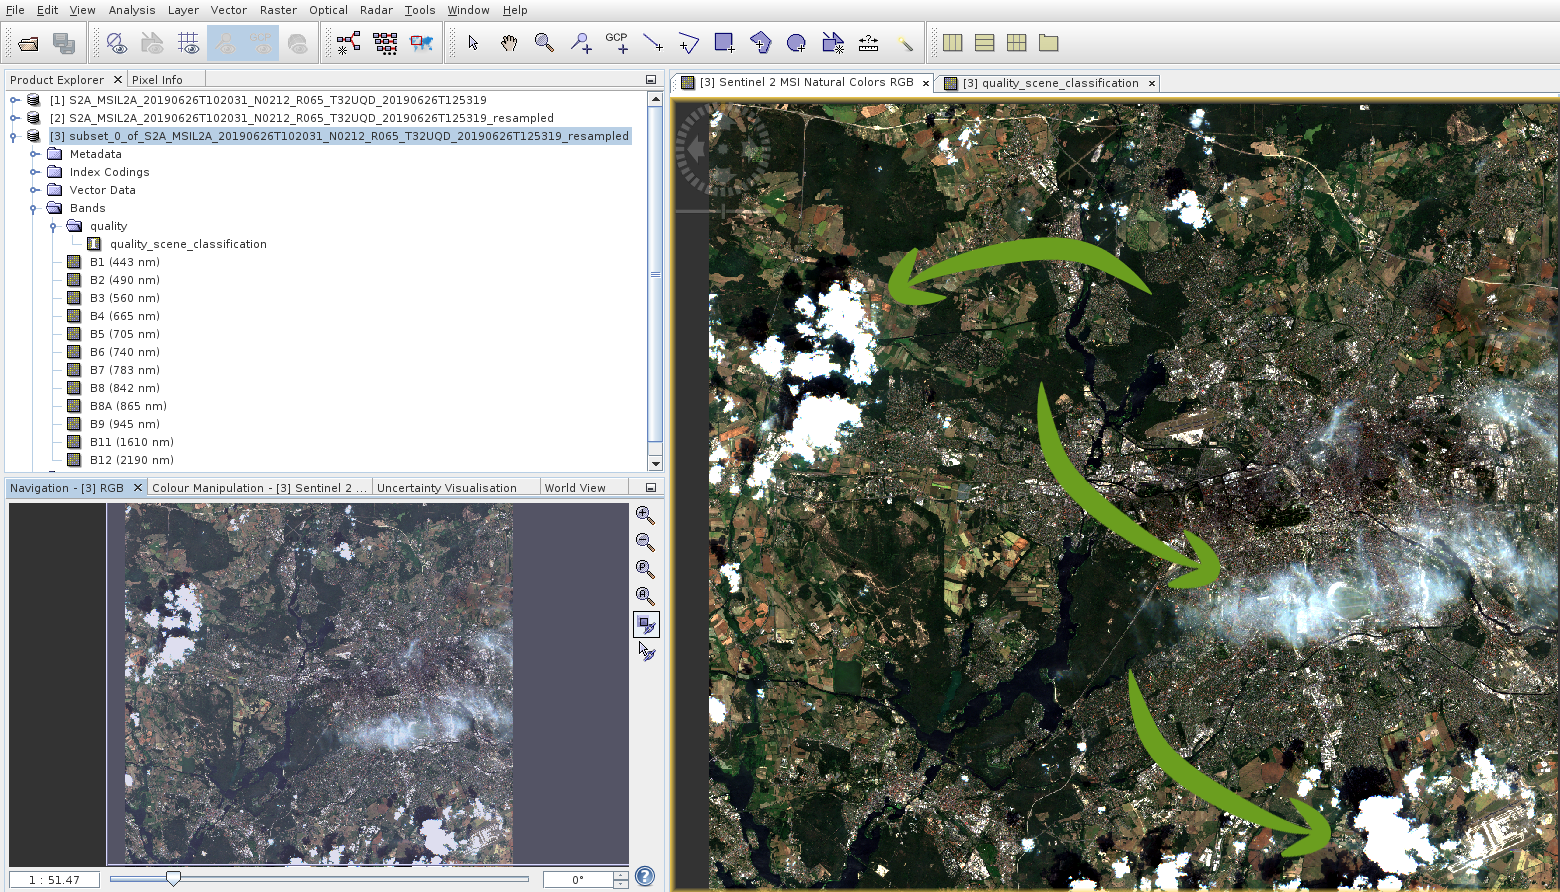 File Edit View Analysis Layer Vector Raster Optical Radar Tools Window Help
GCP GCP
Product Explorer Pixel Info
[1] S2A_MSIL2A_20190626T102031_N0212_R065_T32UQD_20190626T125319
[2] S2A_MSIL2A_20190626T102031_N0212_R065_T32UQD_20190626T125319_resampled
[3] subset_0_of_S2A_MSIL2A_20190626T102031_N0212_R065_T32UQD_20190626T125319_resampled
Metadata
Index Codings
Vector Data
Bands
quality
quality_scene_classification
B1 (443 nm)
B2 (490 nm)
B3 (560 nm)
B4 (665 nm)
B5 (705 nm)
B6 (740 nm)
B7 (783 nm)
B8 (842 nm)
B8A (865 nm)
B9 (945 nm)
B11 (1610 nm)
B12 (2190 nm)
Navigation - [3] RGB Colour Manipulation - [3] Sentinel 2 ... Uncertainty Visualisation World View
1 : 51.47 0°
[3] Sentinel 2 MSI Natural Colors RGB [3] quality_scene_classification